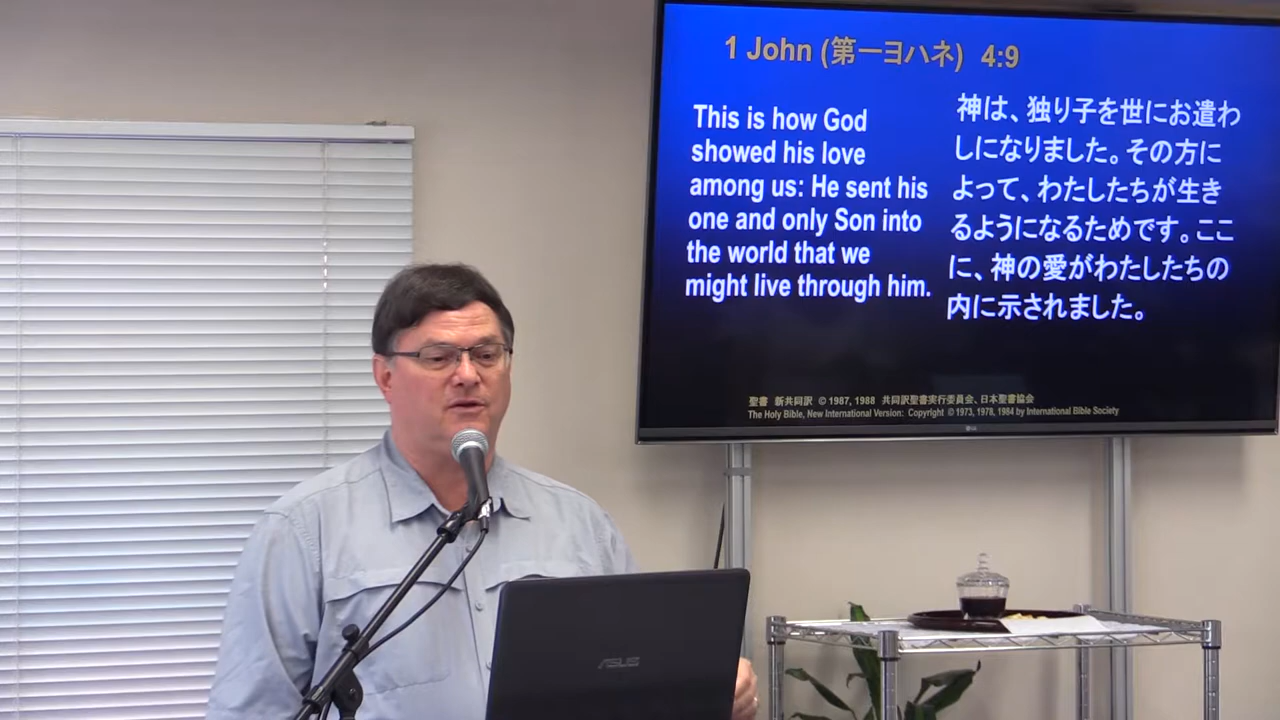 1 John (第一ヨハネ) 4:9
This is how God
showed his love
among us: He sent his
one and only Son into
the world that we
might live through him.
神は、独り子を世にお遣わ
しになりました。その方に
よって、わたしたちが生き
るようになるためです。ここ
に、神の愛がわたしたちの
内に示されました。
聖書 新共同訳 © 1987, 1988 共同訳聖書実行委員会、日本聖書協会
The Holy Bible, New International Version: Copyright © 1973, 1978, 1984 by International Bible Society
LG
ASUS